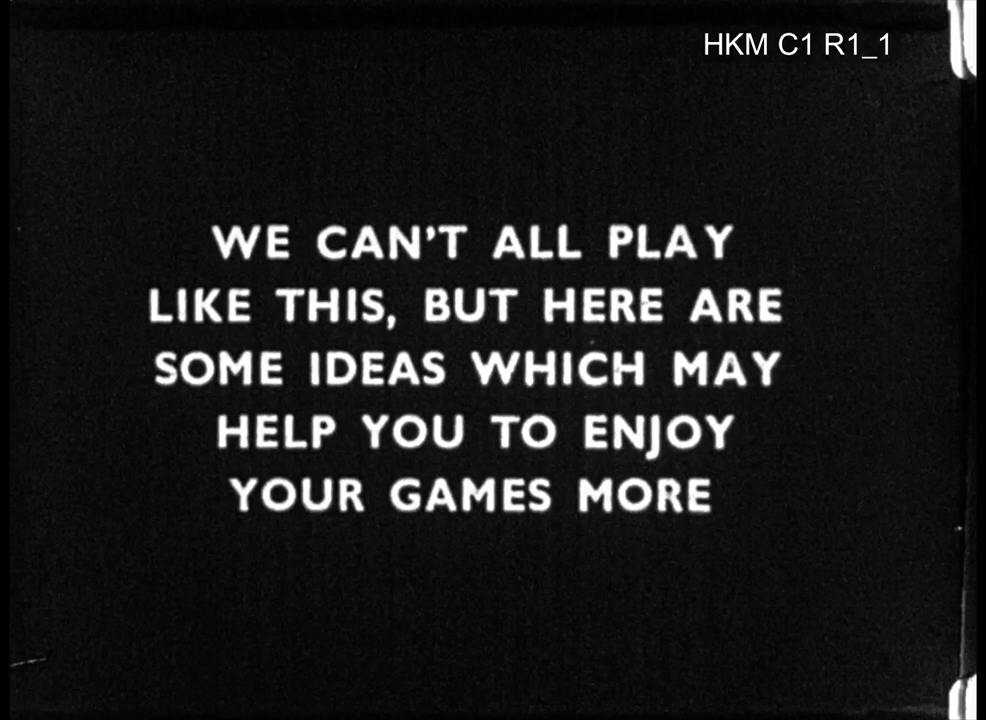 HKM C1 R1_1
WE CAN'T ALL PLAY
LIKE THIS, BUT HERE ARE
SOME IDEAS WHICH MAY
HELP YOU TO ENJOY
YOUR GAMES MORE